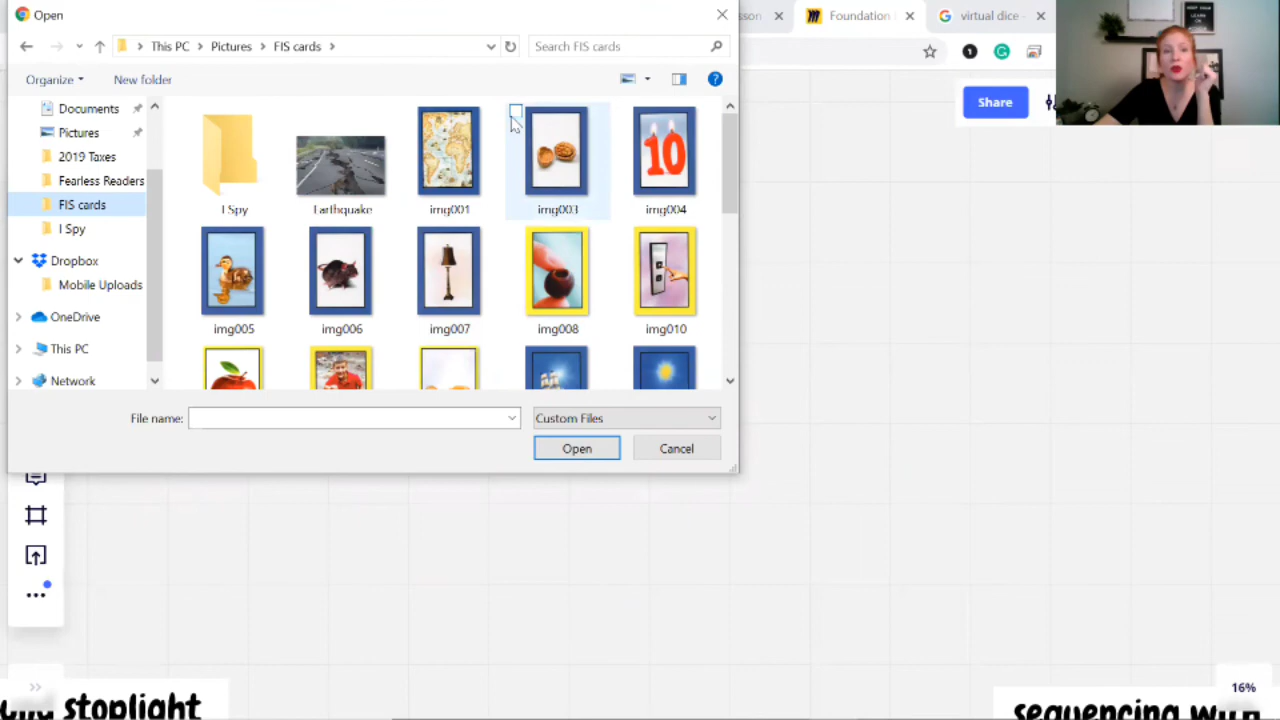 Open
sson
Foundation
virtual dice -
This PC
Pictures
FIS cards
Search FIS cards
Organize
New folder
Share
Documents
Pictures
2019 Taxes
Fearless Readers
FIS cards
I Spy
Dropbox
Mobile Uploads
OneDrive
This PC
Network
10
I Spy
Earthquake
img001
img003
img004
img005
img006
img007
img008
img010
File name:
Custom Files
Open
Cancel
16%
stoplight
sequencing with